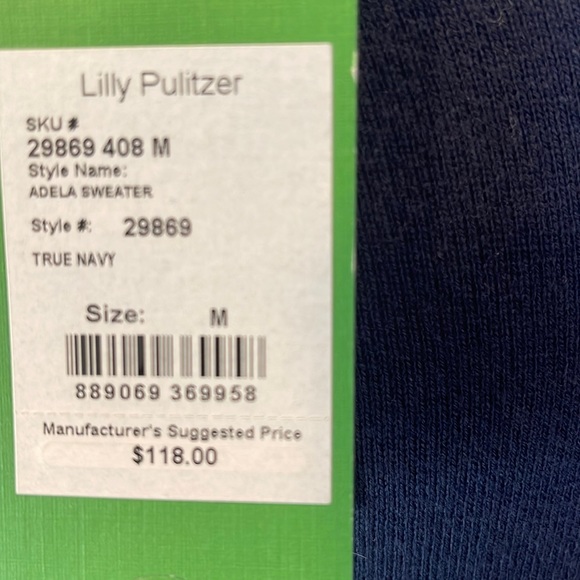 Lilly Pulitzer
SKU #
29869 408 M
Style Name:
ADELA SWEATER
Style #: 29869
TRUE NAVY
Size: M
889069 369958
Manufacturer's Suggested Price
$118.00